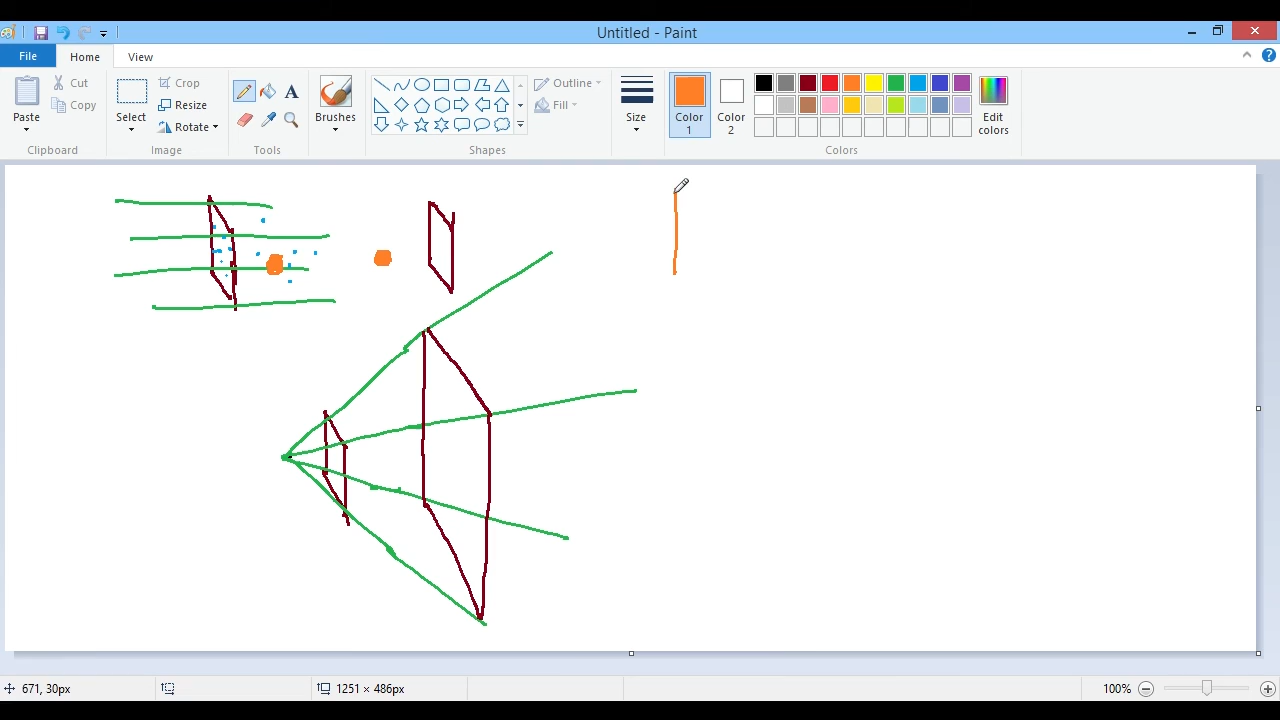 Untitled - Paint
File Home View
Paste Cut Copy Clipboard
Select Crop Resize Rotate Image
A Tools
Brushes
Outline Fill Shapes
Size
Color 1 Color 2 Edit colors Colors
671, 30px 1251 × 486px 100%